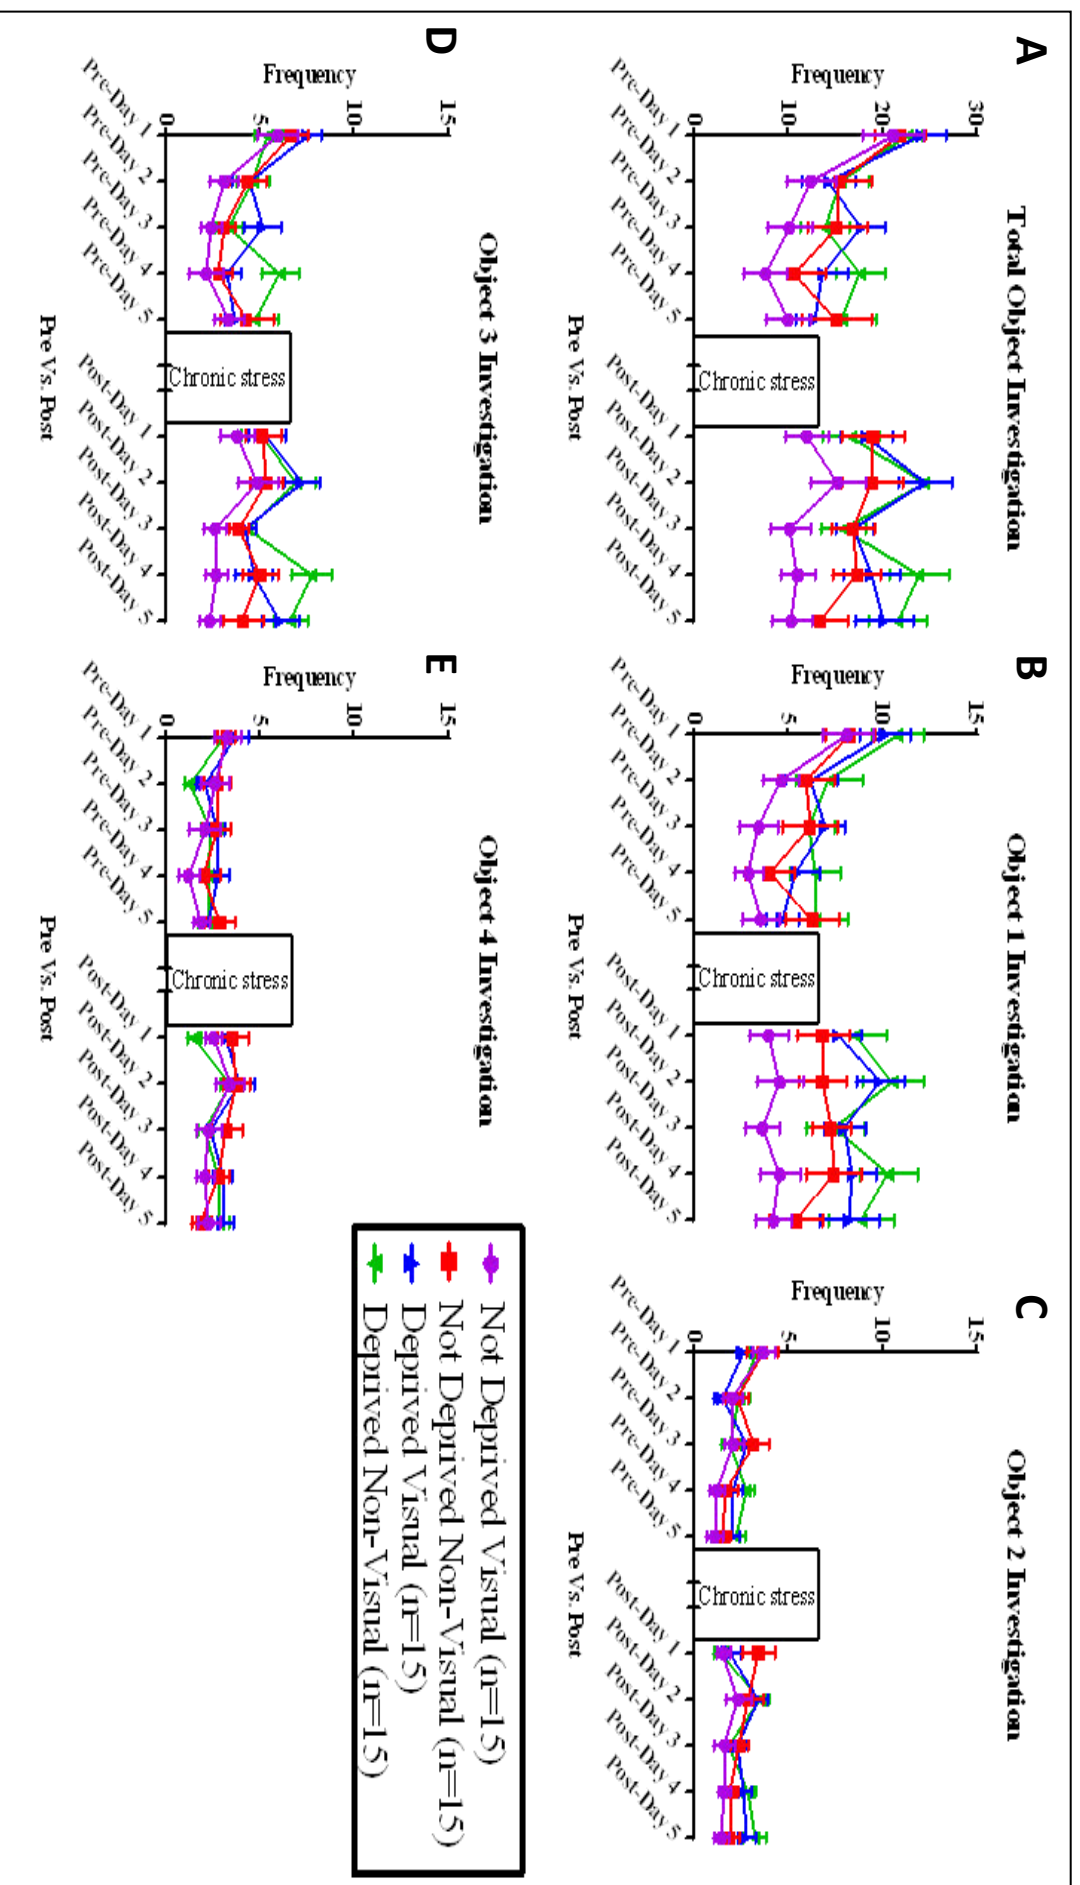 A
Total Object Investigation
Frequency
30
20
10
0
Chronic stress
Pre-Day 1
Pre-Day 2
Pre-Day 3
Pre-Day 4
Pre-Day 5
Post-Day 1
Post-Day 2
Post-Day 3
Post-Day 4
Post-Day 5
Pre Vs. Post
B
Object 1 Investigation
Frequency
15
10
5
0
Chronic stress
Pre-Day 1
Pre-Day 2
Pre-Day 3
Pre-Day 4
Pre-Day 5
Post-Day 1
Post-Day 2
Post-Day 3
Post-Day 4
Post-Day 5
Pre Vs. Post
C
Object 2 Investigation
Frequency
15
10
5
0
Chronic stress
Pre-Day 1
Pre-Day 2
Pre-Day 3
Pre-Day 4
Pre-Day 5
Post-Day 1
Post-Day 2
Post-Day 3
Post-Day 4
Post-Day 5
Pre Vs. Post
D
Object 3 Investigation
Frequency
15
10
5
0
Chronic stress
Pre-Day 1
Pre-Day 2
Pre-Day 3
Pre-Day 4
Pre-Day 5
Post-Day 1
Post-Day 2
Post-Day 3
Post-Day 4
Post-Day 5
Pre Vs. Post
E
Object 4 Investigation
Frequency
15
10
5
0
Chronic stress
Pre-Day 1
Pre-Day 2
Pre-Day 3
Pre-Day 4
Pre-Day 5
Post-Day 1
Post-Day 2
Post-Day 3
Post-Day 4
Post-Day 5
Pre Vs. Post
Not Deprived Visual (n=15)
Not Deprived Non-Visual (n=15)
Deprived Visual (n=15)
Deprived Non-Visual (n=15)